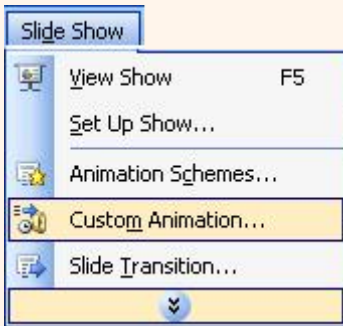 Slide Show
View Show F5
Set Up Show...
Animation Schemes...
Custom Animation...
Slide Transition...